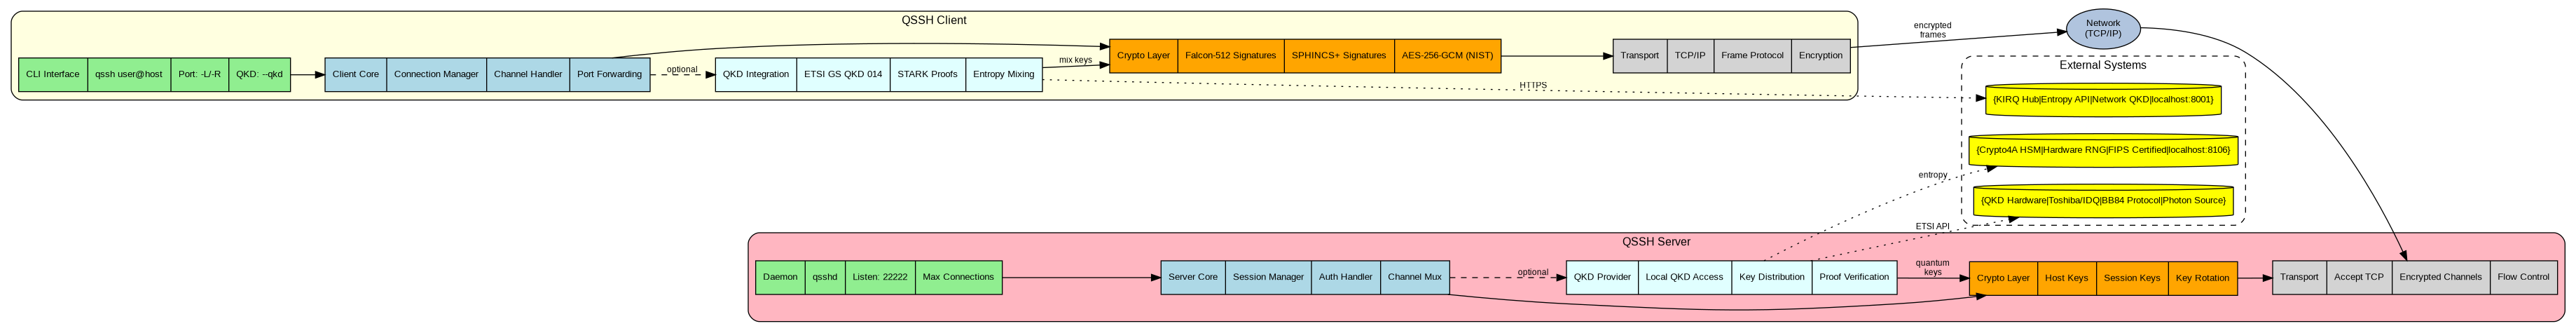 QSSH Client
CLI Interface
qssh user@host
Port: -L/-R
QKD: --qkd
Client Core
Connection Manager
Channel Handler
Port Forwarding
optional
QKD Integration
ETSI GS QKD 014
STARK Proofs
Entropy Mixing
mix keys
Crypto Layer
Falcon-512 Signatures
SPHINCS+ Signatures
AES-256-GCM (NIST)
HTTPS
Transport
TCP/IP
Frame Protocol
Encryption
encrypted
frames
Network
(TCP/IP)
External Systems
{KIRQ Hub|Entropy API|Network QKD|localhost:8001}
{Crypto4A HSM|Hardware RNG|FIPS Certified|localhost:8106}
{QKD Hardware|Toshiba/IDQ|BB84 Protocol|Photon Source}
entropy
ETSI API
QSSH Server
Daemon
qsshd
Listen: 22222
Max Connections
Server Core
Session Manager
Auth Handler
Channel Mux
optional
QKD Provider
Local QKD Access
Key Distribution
Proof Verification
quantum
keys
Crypto Layer
Host Keys
Session Keys
Key Rotation
Transport
Accept TCP
Encrypted Channels
Flow Control